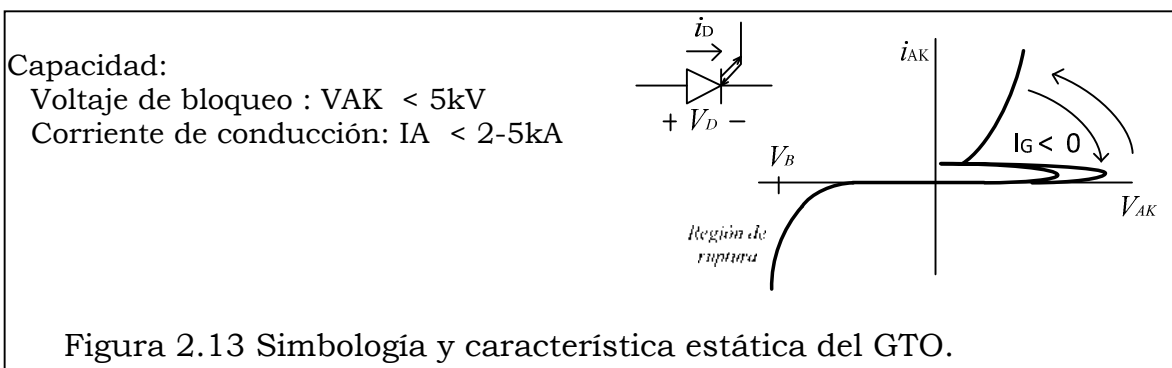 Capacidad:
Voltaje de bloqueo : VAK < 5kV
Corriente de conducción: IA < 2-5kA
iD
+ VD −
iAK
IG < 0
VB
VAK
Región de
ruptura
Figura 2.13 Simbología y característica estática del GTO.